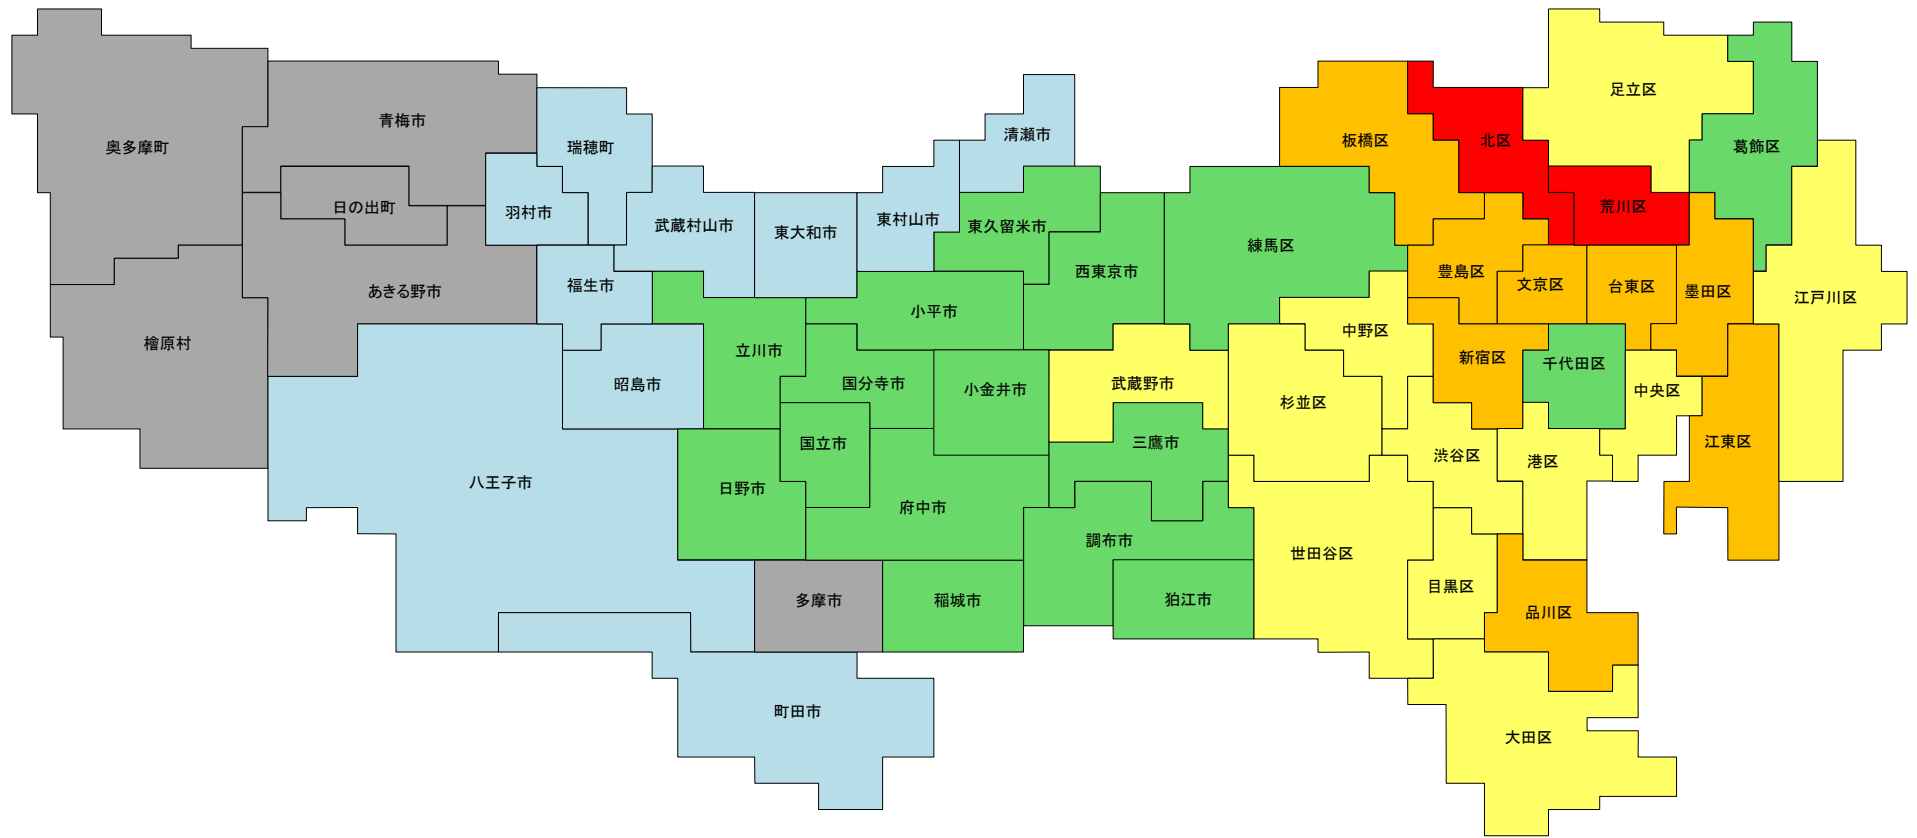 足立区
青梅市
清瀬市
板橋区
北区
奥多摩町
瑞穂町
葛飾区
日の出町
羽村市
武蔵村山市
東大和市
東村山市
東久留米市
荒川区
練馬区
西東京市
豊島区
文京区
台東区
墨田区
あきる野市
福生市
江戸川区
小平市
中野区
檜原村
立川市
新宿区
千代田区
昭島市
国分寺市
小金井市
武蔵野市
杉並区
中央区
国立市
三鷹市
渋谷区
港区
江東区
八王子市
日野市
府中市
調布市
世田谷区
多摩市
稲城市
狛江市
目黒区
品川区
町田市
大田区